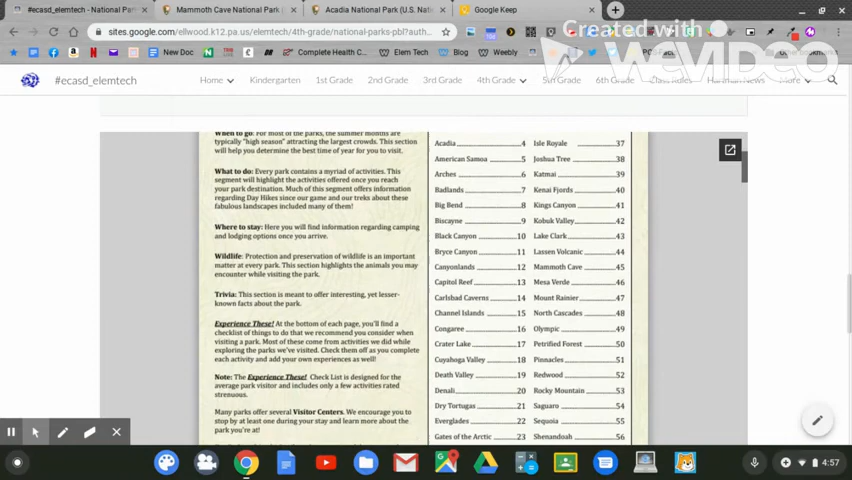 #ecasd_elemtech - National Par
Mammoth Cave National Park (
Acadia National Park (U.S. Nat
Google Keep
Created with
WEVIDEO
sites.google.com/ellwood.k12.pa.us/elemtech/4th-grade/national-parks-pbl?auth...
New Doc
Complete Health C...
Elem Tech
Blog
Weebly
PCS
other bookmarks
#ecasd_elemtech
Home
Kindergarten
1st Grade
2nd Grade
3rd Grade
4th Grade
5th Grade
6th Grade
Class Rules
Hartman News
More
When to go: For most of the parks, the summer months are
typically "high season" attracting the largest crowds. This section
will help you determine the best time of year for you to visit.
What to do: Every park contains a myriad of activities. This
segment will highlight the activities offered once you reach
your park destination. Much of this segment offers information
regarding Day Hikes since our game and our treks about these
fabulous landscapes included many of them!
Where to stay: Here you will find information regarding camping
and lodging options once you arrive.
Wildlife: Protection and preservation of wildlife is an important
matter at every park. This section highlights the animals you may
encounter while visiting the park.
Trivia: This section is meant to offer interesting, yet lesser-
known facts about the park.
Experience These! At the bottom of each page, you'll find a
checklist of things to do that we recommend you consider when
visiting a park. Most of these come from activities we did while
exploring the parks we've visited. Check them off as you complete
each activity and add your own experiences as well!
Note: The Experience These! Check List is designed for the
average park visitor and includes only a few activities rated
strenuous.
Many parks offer several Visitor Centers. We encourage you to
stop by at least one during your stay and learn more about the
park you're at!
Acadia 4
American Samoa 5
Arches 6
Badlands 7
Big Bend 8
Biscayne 9
Black Canyon 10
Bryce Canyon 11
Canyonlands 12
Capitol Reef 13
Carlsbad Caverns 14
Channel Islands 15
Congaree 16
Crater Lake 17
Cuyahoga Valley 18
Death Valley 19
Denali 20
Dry Tortugas 21
Everglades 22
Gates of the Arctic 23
Isle Royale 37
Joshua Tree 38
Katmai 39
Kenai Fjords 40
Kings Canyon 41
Kobuk Valley 42
Lake Clark 43
Lassen Volcanic 44
Mammoth Cave 45
Mesa Verde 46
Mount Rainier 47
North Cascades 48
Olympic 49
Petrified Forest 50
Pinnacles 51
Redwood 52
Rocky Mountain 53
Saguaro 54
Sequoia 55
Shenandoah 56
4:57